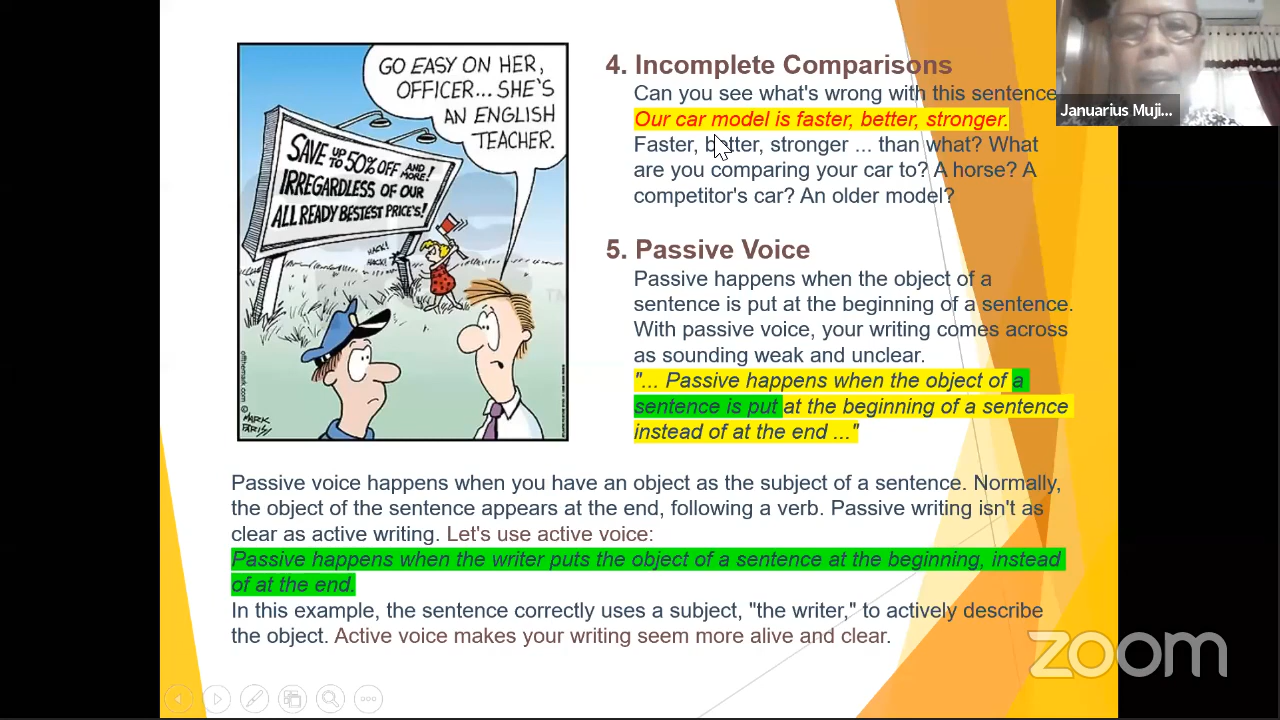 GO EASY ON HER,
OFFICER... SHE'S
AN ENGLISH
TEACHER.
SAVE UP TO 50% OFF AND MORE!
IRREGARDLESS OF OUR
ALL READY BESTEST PRICE'S!
HACK!
HACK!
offthemark.com
©
MARK
PARISI
4. Incomplete Comparisons
Can you see what's wrong with this sentence
Our car model is faster, better, stronger.
Faster, better, stronger ... than what? What
are you comparing your car to? A horse? A
competitor's car? An older model?
5. Passive Voice
Passive happens when the object of a
sentence is put at the beginning of a sentence.
With passive voice, your writing comes across
as sounding weak and unclear.
"... Passive happens when the object of a
sentence is put at the beginning of a sentence
instead of at the end ..."
Passive voice happens when you have an object as the subject of a sentence. Normally,
the object of the sentence appears at the end, following a verb. Passive writing isn't as
clear as active writing. Let's use active voice:
Passive happens when the writer puts the object of a sentence at the beginning, instead
of at the end.
In this example, the sentence correctly uses a subject, "the writer," to actively describe
the object. Active voice makes your writing seem more alive and clear.
Januarius Muji...
zoom